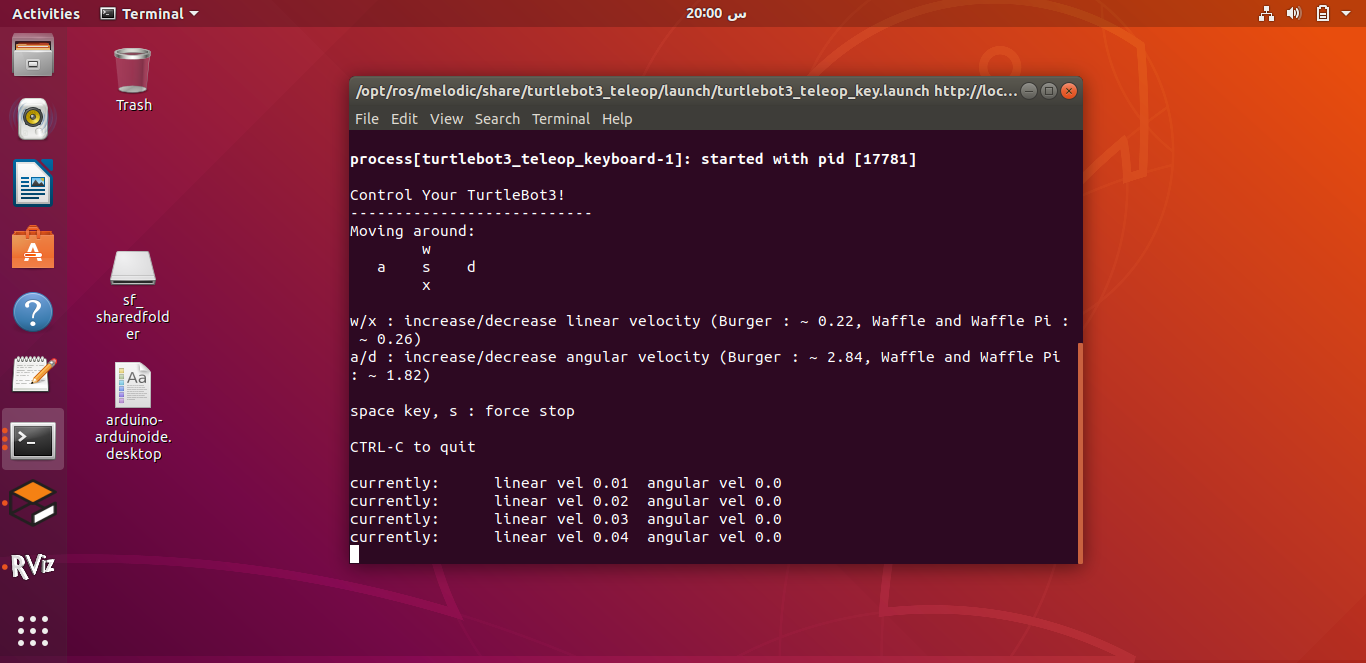 Activities
Terminal
20:00 س
Trash
sf_
sharedfold
er
Aa
arduino-
arduinoide.
desktop
RViz
/opt/ros/melodic/share/turtlebot3_teleop/launch/turtlebot3_teleop_key.launch http://loc...
File Edit View Search Terminal Help
process[turtlebot3_teleop_keyboard-1]: started with pid [17781]
Control Your TurtleBot3!
---------------------------
Moving around:
w
a s d
x
w/x : increase/decrease linear velocity (Burger : ~ 0.22, Waffle and Waffle Pi :
~ 0.26)
a/d : increase/decrease angular velocity (Burger : ~ 2.84, Waffle and Waffle Pi
: ~ 1.82)
space key, s : force stop
CTRL-C to quit
currently: linear vel 0.01 angular vel 0.0
currently: linear vel 0.02 angular vel 0.0
currently: linear vel 0.03 angular vel 0.0
currently: linear vel 0.04 angular vel 0.0